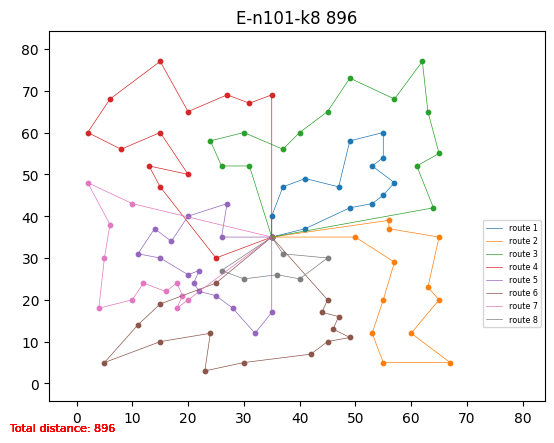 E-n101-k8 896
80
70
60
50
40
30
20
10
0
route 1
route 2
route 3
route 4
route 5
route 6
route 7
route 8
0 10 20 30 40 50 60 70 80
Total distance: 896